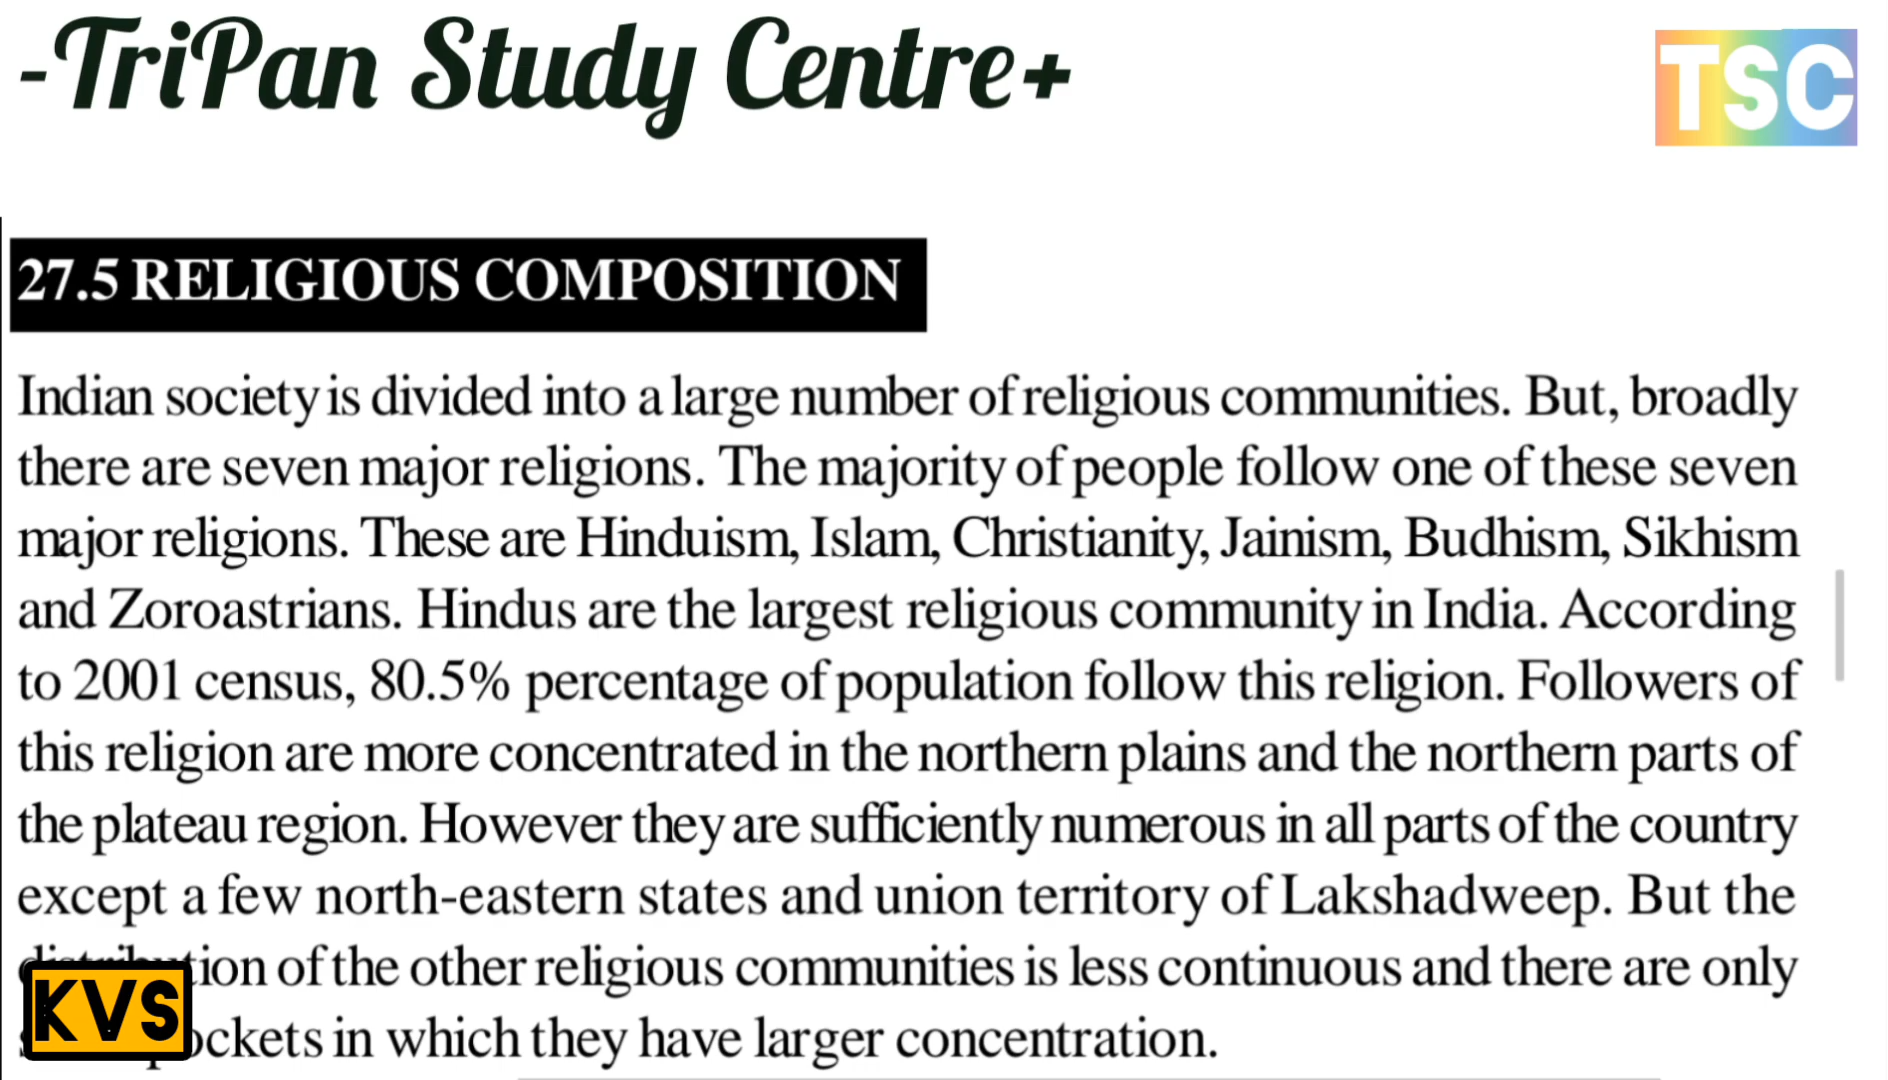 -TriPan Study Centre+
TSC
27.5 RELIGIOUS COMPOSITION
Indian society is divided into a large number of religious communities. But, broadly
there are seven major religions. The majority of people follow one of these seven
major religions. These are Hinduism, Islam, Christianity, Jainism, Budhism, Sikhism
and Zoroastrians. Hindus are the largest religious community in India. According
to 2001 census, 80.5% percentage of population follow this religion. Followers of
this religion are more concentrated in the northern plains and the northern parts of
the plateau region. However they are sufficiently numerous in all parts of the country
except a few north-eastern states and union territory of Lakshadweep. But the
distribution of the other religious communities is less continuous and there are only
pockets in which they have larger concentration.
KVS